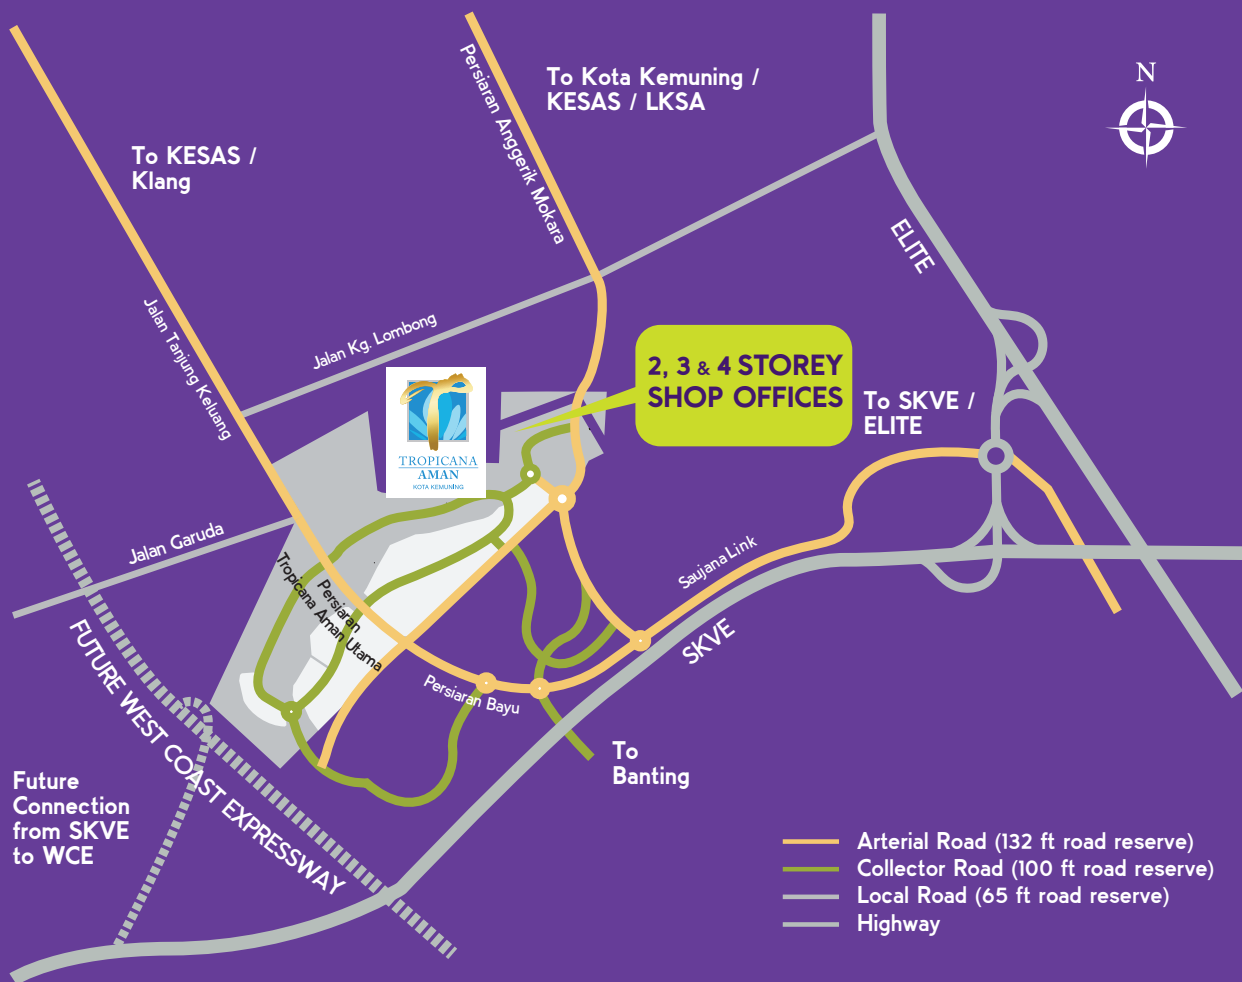 N
To Kota Kemuning /
KESAS / LKSA
Persiaran Anggerik Mokara
To KESAS /
Klang
ELITE
Jalan Tanjung Keluang
Jalan Kg. Lombong
2, 3 & 4 STOREY
SHOP OFFICES
To SKVE /
ELITE
TROPICANA
AMAN
KOTA KEMUNING
Jalan Garuda
Saujana Link
Persiaran
Tropicana Aman Utama
SKVE
Persiaran Bayu
FUTURE WEST COAST EXPRESSWAY
To
Banting
Future
Connection
from SKVE
to WCE
Arterial Road (132 ft road reserve)
Collector Road (100 ft road reserve)
Local Road (65 ft road reserve)
Highway